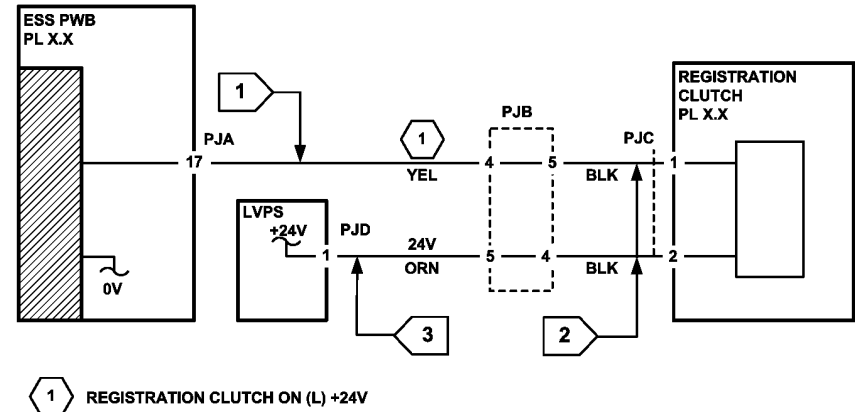 ESS PWB
PL X.X
1
PJA
17
1
YEL
PJB
4 5
BLK
PJC
1
REGISTRATION
CLUTCH
PL X.X
0V
LVPS
+24V
1
PJD
24V
ORN
5 4
BLK
2
3
2
1 REGISTRATION CLUTCH ON (L) +24V